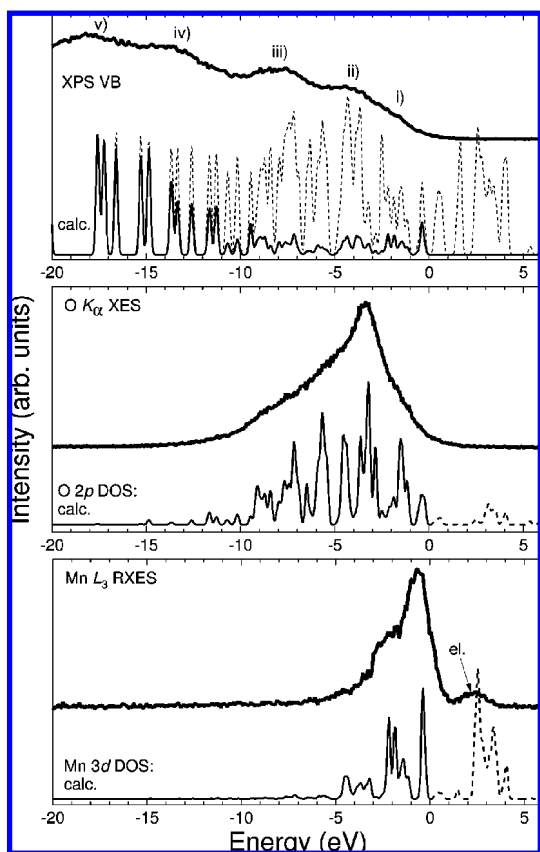 v)
iv)
iii)
ii)
i)
XPS VB
calc.
-20 -15 -10 -5 0 5
O Kα XES
O 2p DOS:
calc.
-20 -15 -10 -5 0 5
Mn L3 RXES
el.
Mn 3d DOS:
calc.
-20 -15 -10 -5 0 5
Energy (eV)
Intensity (arb. units)